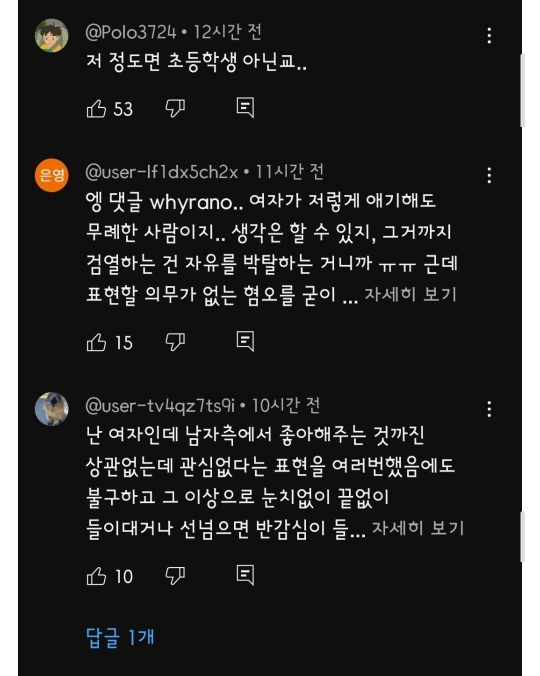 @Polo3724 • 12시간 전
저 정도면 초등학생 아닌교..
53
은영
@user-lf1dx5ch2x • 11시간 전
엥 댓글 whyrano.. 여자가 저렇게 얘기해도
무례한 사람이지.. 생각은 할 수 있지, 그거까지
검열하는 건 자유를 박탈하는 거니까 ㅠㅠ 근데
표현할 의무가 없는 혐오를 굳이 ... 자세히 보기
15
@user-tv4qz7ts9i • 10시간 전
난 여자인데 남자측에서 좋아해주는 것까진
상관없는데 관심없다는 표현을 여러번했음에도
불구하고 그 이상으로 눈치없이 끝없이
들이대거나 선넘으면 반감심이 들... 자세히 보기
10
답글 1개